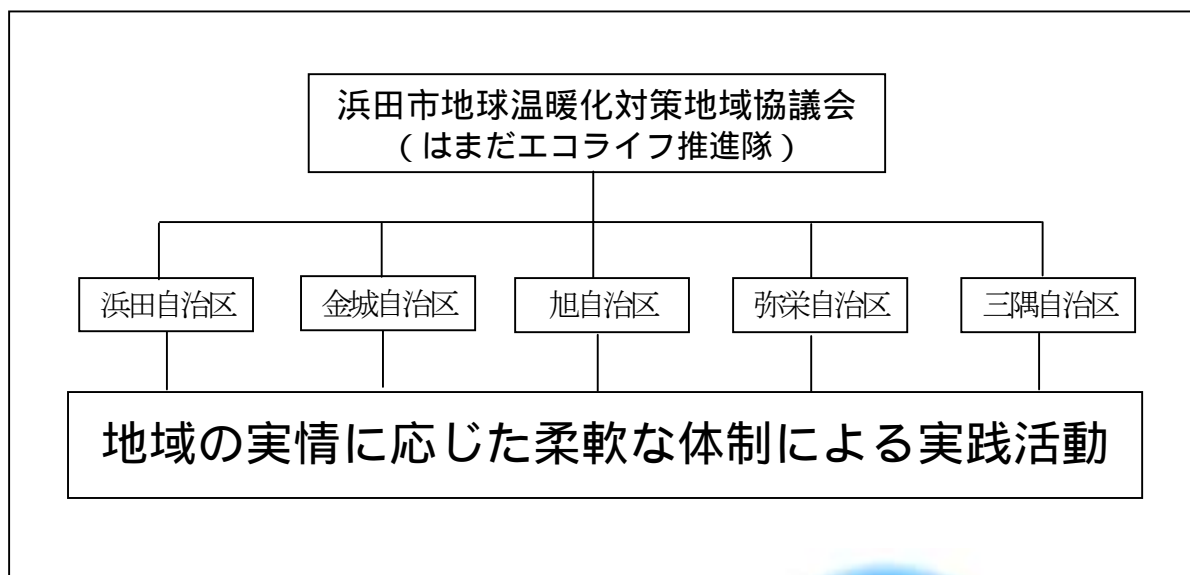 浜田市地球温暖化対策地域協議会
(はまだエコライフ推進隊)
浜田自治区
金城自治区
旭自治区
弥栄自治区
三隅自治区
地域の実情に応じた柔軟な体制による実践活動